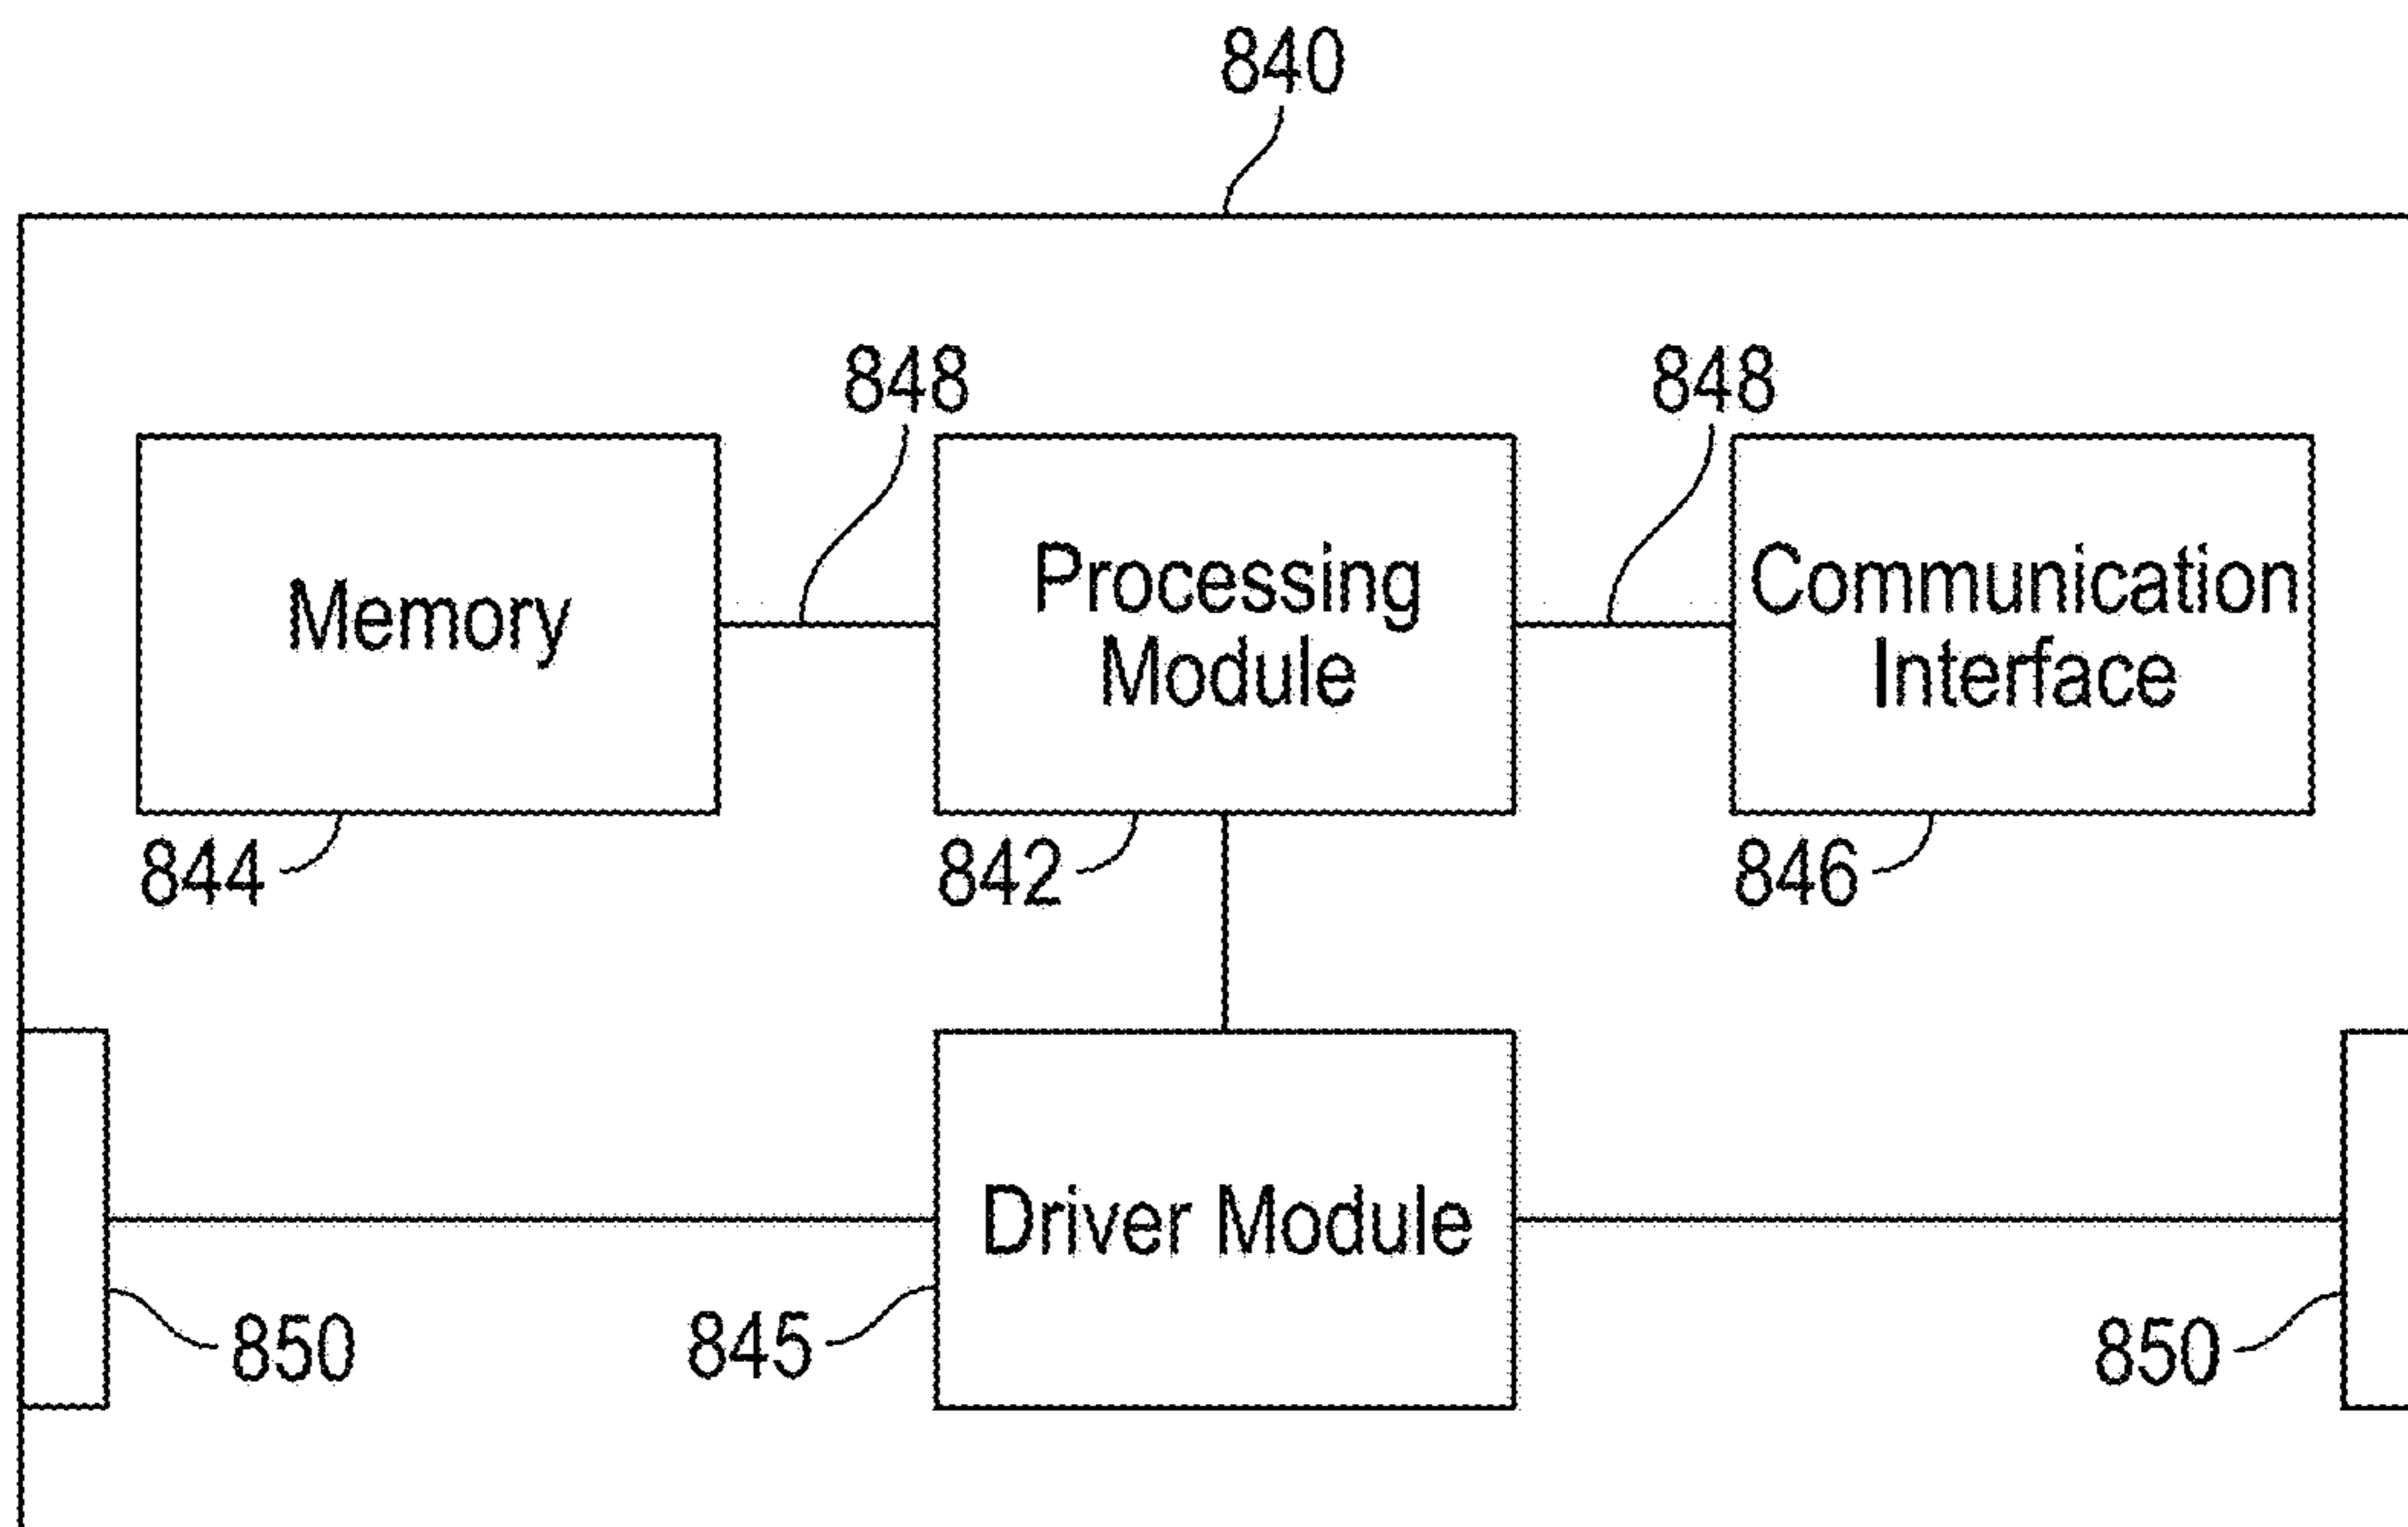 840
848
848
Memory
Processing
Module
Communication
Interface
844
842
846
Driver Module
850
845
850